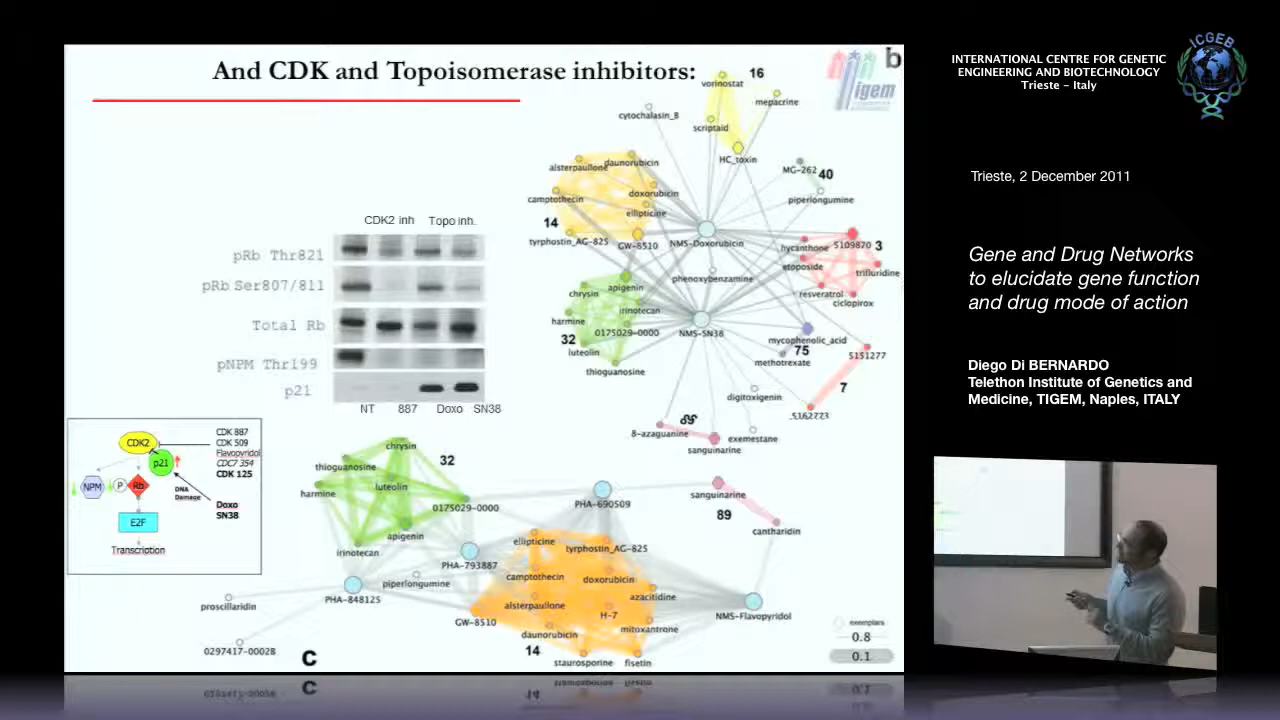 And CDK and Topoisomerase inhibitors:
b
igem
vorinostat
16
mepacrine
cytochalasin_B
scriptaid
HC_toxin
alsterpaullone
daunorubicin
MG-262
40
camptothecin
doxorubicin
piperlongumine
ellipticine
14
tyrphostin_AG-825
GW-8510
NMS-Doxorubicin
hycanthone
5109870
3
etoposide
trifluridine
phenoxybenzamine
apigenin
chrysin
resveratrol
ciclopirox
irinotecan
harmine
0175029-0000
NMS-SN38
mycophenolic_acid
32
75
luteolin
methotrexate
5151277
thioguanosine
7
digitoxigenin
5162773
8-azaguanine
89
exemestane
sanguinarine
CDK2 inh
Topo inh.
pRb Thr821
pRb Ser807/811
Total Rb
pNPM Thr199
p21
NT
887
Doxo
SN38
CDK2
CDK 887
CDK 509
Flavopyridol
CDC7 354
CDK 125
p21
NPM
P
Rb
DNA
Damage
Doxo
SN38
E2F
Transcription
chrysin
32
thioguanosine
luteolin
harmine
0175029-0000
PHA-690509
sanguinarine
89
cantharidin
apigenin
irinotecan
ellipticine
tyrphostin_AG-825
PHA-793887
piperlongumine
camptothecin
doxorubicin
PHA-848125
azacitidine
proscillaridin
alsterpaullone
H-7
NMS-Flavopyridol
GW-8510
mitoxantrone
daunorubicin
0297417-0002B
14
staurosporine
fisetin
c
exemplars
0.8
0.1
INTERNATIONAL CENTRE FOR GENETIC
ENGINEERING AND BIOTECHNOLOGY
Trieste - Italy
ICGEB
Trieste, 2 December 2011
Gene and Drug Networks
to elucidate gene function
and drug mode of action
Diego Di BERNARDO
Telethon Institute of Genetics and
Medicine, TIGEM, Naples, ITALY